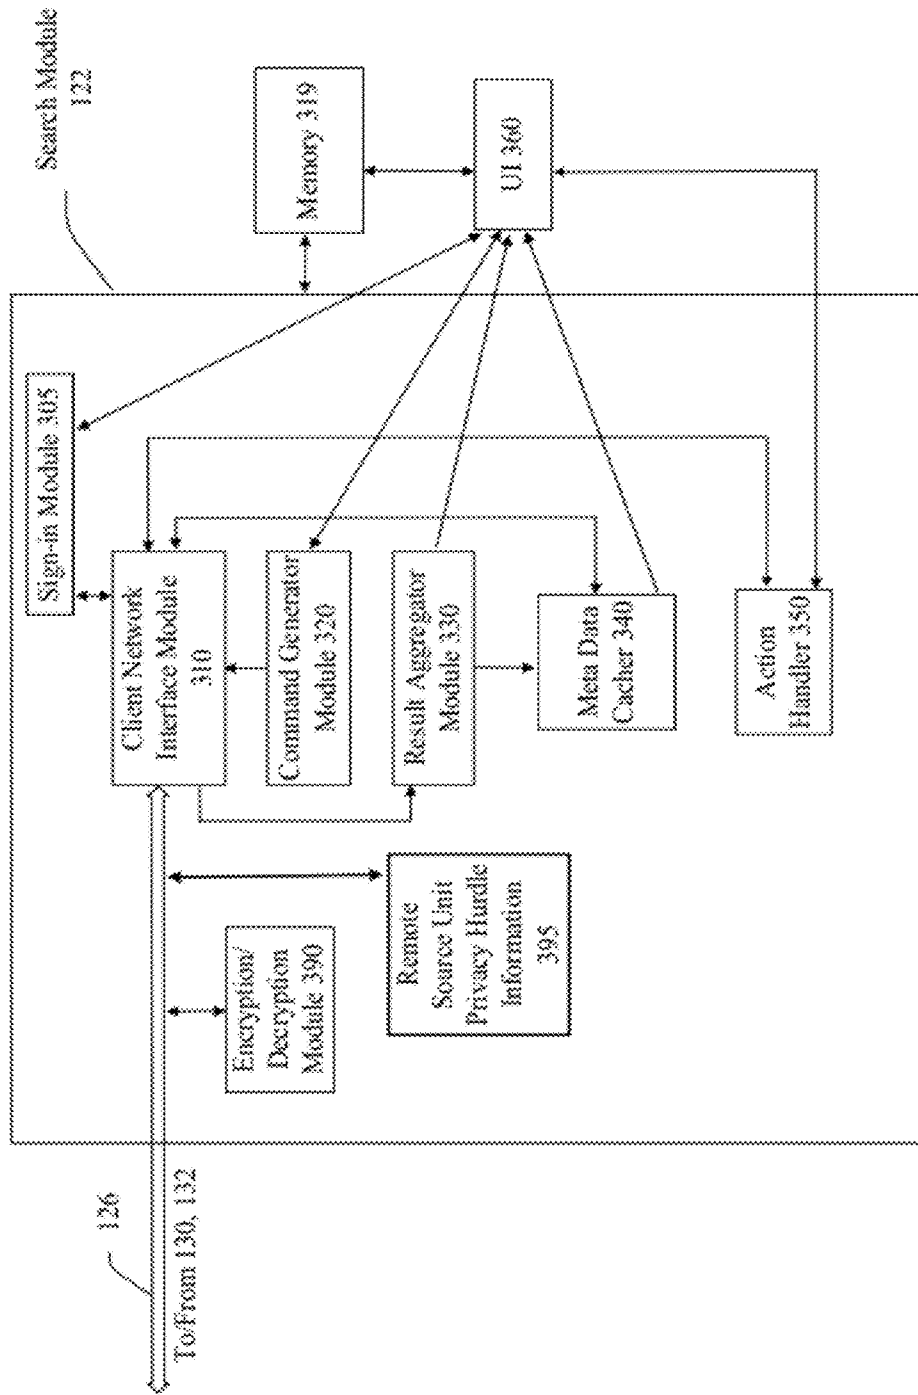 Search Module
122
Memory 319
UI 360
Sign-in Module 305
Client Network
Interface Module
310
Command Generator
Module 320
Result Aggregator
Module 330
Meta Data
Cacher 340
Action
Handler 350
Encryption/
Decryption
Module 390
Remote
Source Unit
Privacy Hurdle
Information
395
126
To/From 130, 132